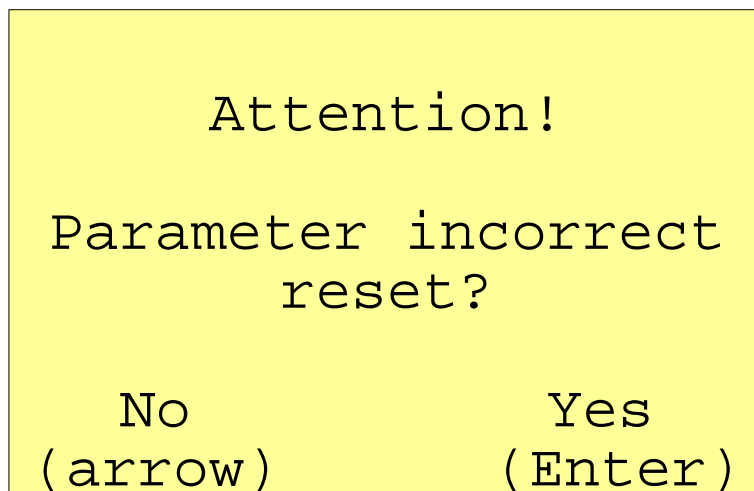 Attention!
Parameter incorrect
reset?
No Yes
(arrow) (Enter)